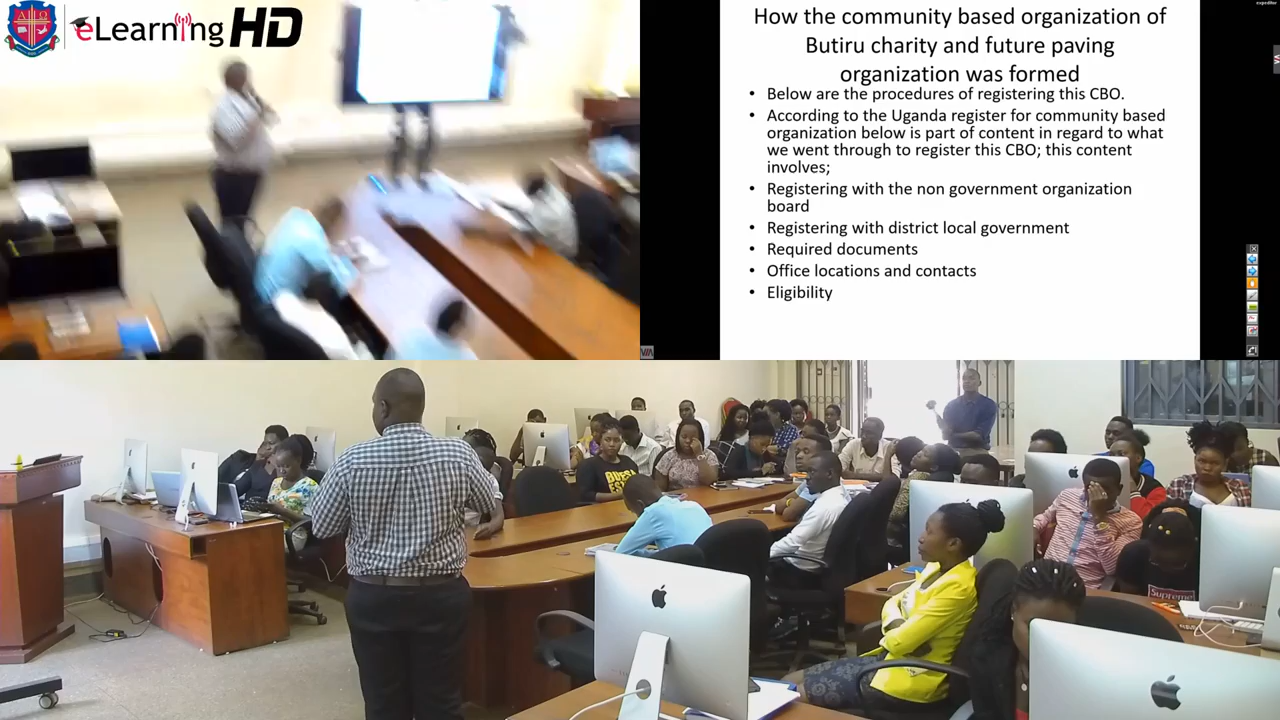 eLearning HD
How the community based organization of
Butiru charity and future paving
organization was formed
• Below are the procedures of registering this CBO.
• According to the Uganda register for community based
organization below is part of content in regard to what
we went through to register this CBO; this content
involves;
• Registering with the non government organization
board
• Registering with district local government
• Required documents
• Office locations and contacts
• Eligibility
VIA
Supreme